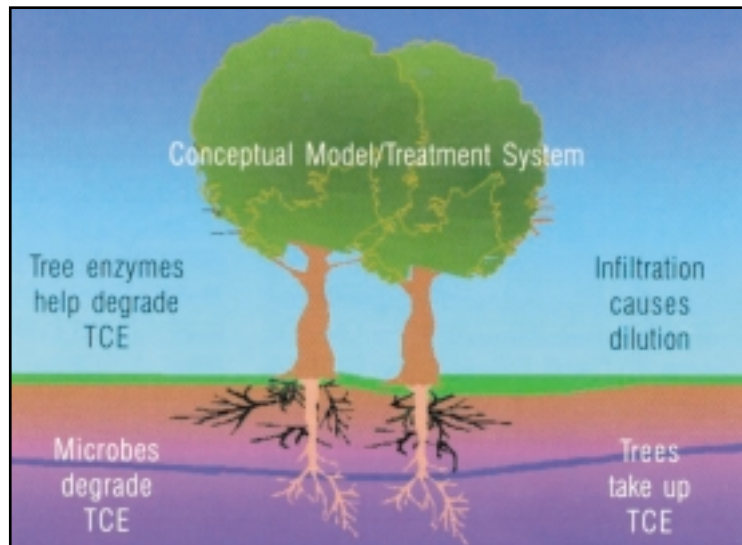 Conceptual Model/Treatment System
Tree enzymes
help degrade
TCE
Infiltration
causes
dilution
Microbes
degrade
TCE
Trees
take up
TCE